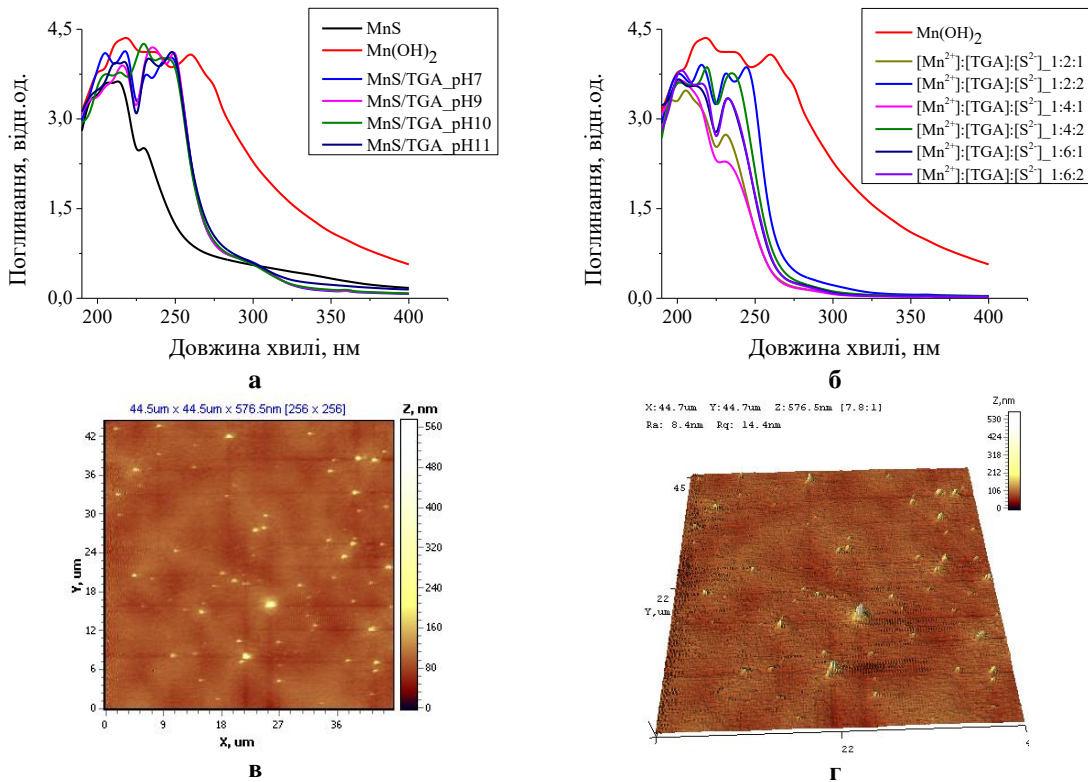 4,5
3,0
1,5
0,0
Поглинання, відн.од.
200 250 300 350 400
Довжина хвилі, нм
MnS
Mn(OH)₂
MnS/TGA_pH7
MnS/TGA_pH9
MnS/TGA_pH10
MnS/TGA_pH11
а
4,5
3,0
1,5
0,0
Поглинання, відн.од.
200 250 300 350 400
Довжина хвилі, нм
Mn(OH)₂
[Mn²⁺]:[TGA]:[S²⁻]_1:2:1
[Mn²⁺]:[TGA]:[S²⁻]_1:2:2
[Mn²⁺]:[TGA]:[S²⁻]_1:4:1
[Mn²⁺]:[TGA]:[S²⁻]_1:4:2
[Mn²⁺]:[TGA]:[S²⁻]_1:6:1
[Mn²⁺]:[TGA]:[S²⁻]_1:6:2
б
44.5um x 44.5um x 576.5nm [256 x 256]
Z, nm
560
480
400
320
240
160
80
0
42
36
30
24
18
12
6
0
Y, um
0 9 18 27 36
X, um
в
X:44.7um Y:44.7um Z:576.5nm [7.8:1]
Ra: 8.4nm Rq: 14.4nm
Z,nm
530
424
318
212
106
0
45
22
Y,um
22
4
г